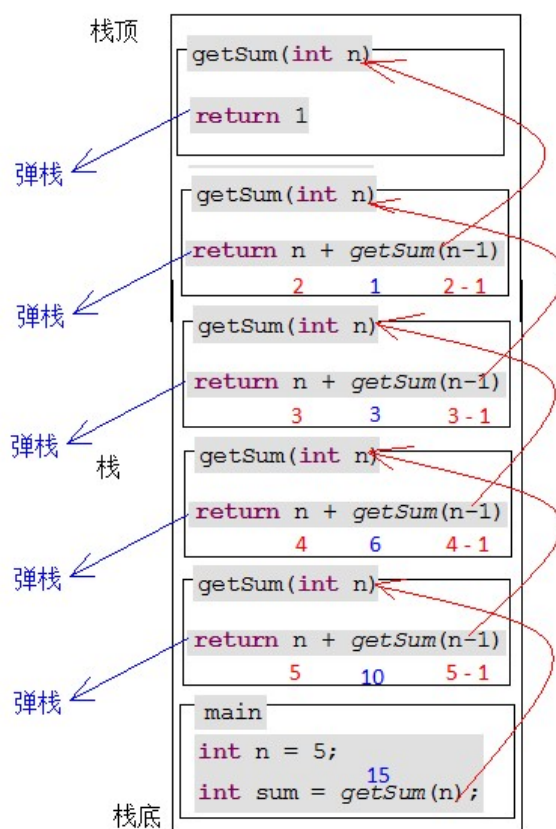 栈顶
getSum(int n)
return 1
弹栈
getSum(int n)
return n + getSum(n-1)
2 1 2 - 1
弹栈
getSum(int n)
return n + getSum(n-1)
3 3 3 - 1
弹栈
栈
getSum(int n)
return n + getSum(n-1)
4 6 4 - 1
弹栈
getSum(int n)
return n + getSum(n-1)
5 10 5 - 1
弹栈
main
int n = 5;
15
int sum = getSum(n);
栈底